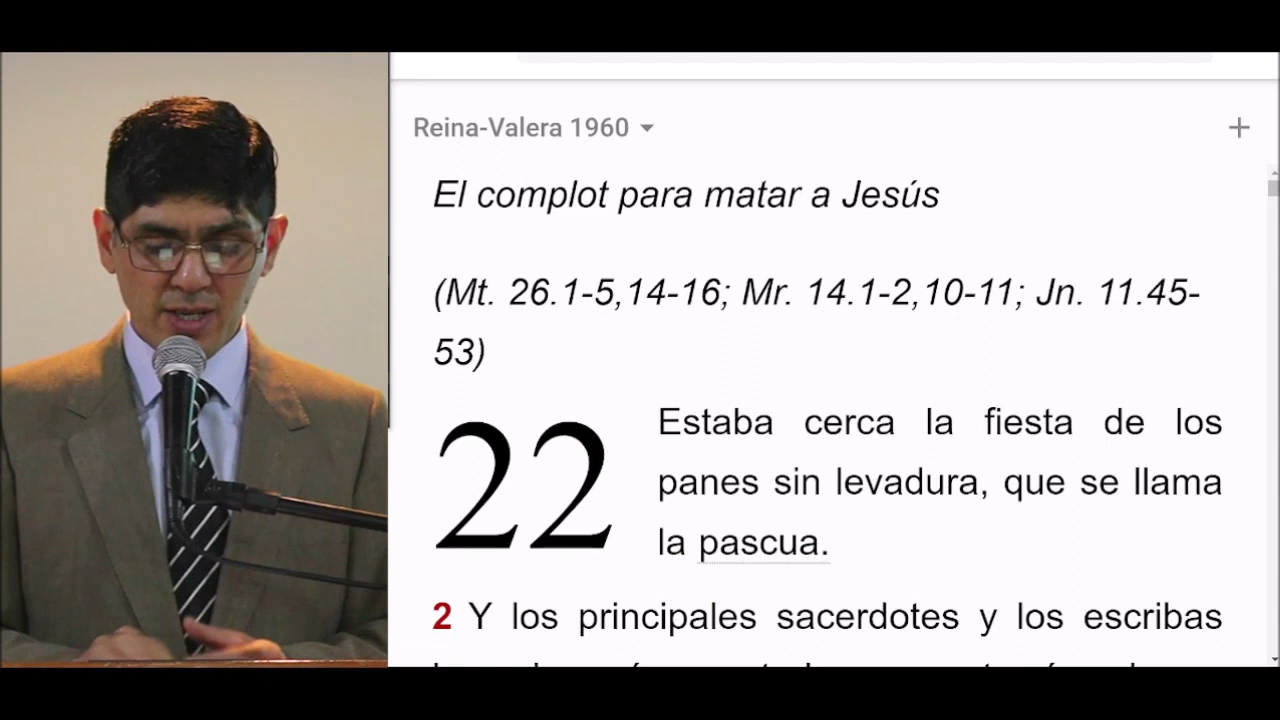 Reina-Valera 1960
El complot para matar a Jesús
(Mt. 26.1-5,14-16; Mr. 14.1-2,10-11; Jn. 11.45-
53)
22 Estaba cerca la fiesta de los
panes sin levadura, que se llama
la pascua.
2 Y los principales sacerdotes y los escribas